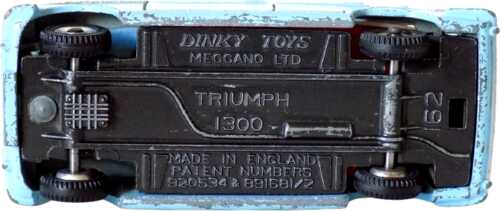 DINKY TOYS
MECCANO LTD
TRIUMPH
1300
162
MADE IN ENGLAND
PATENT NUMBERS
920534 & 891681/2